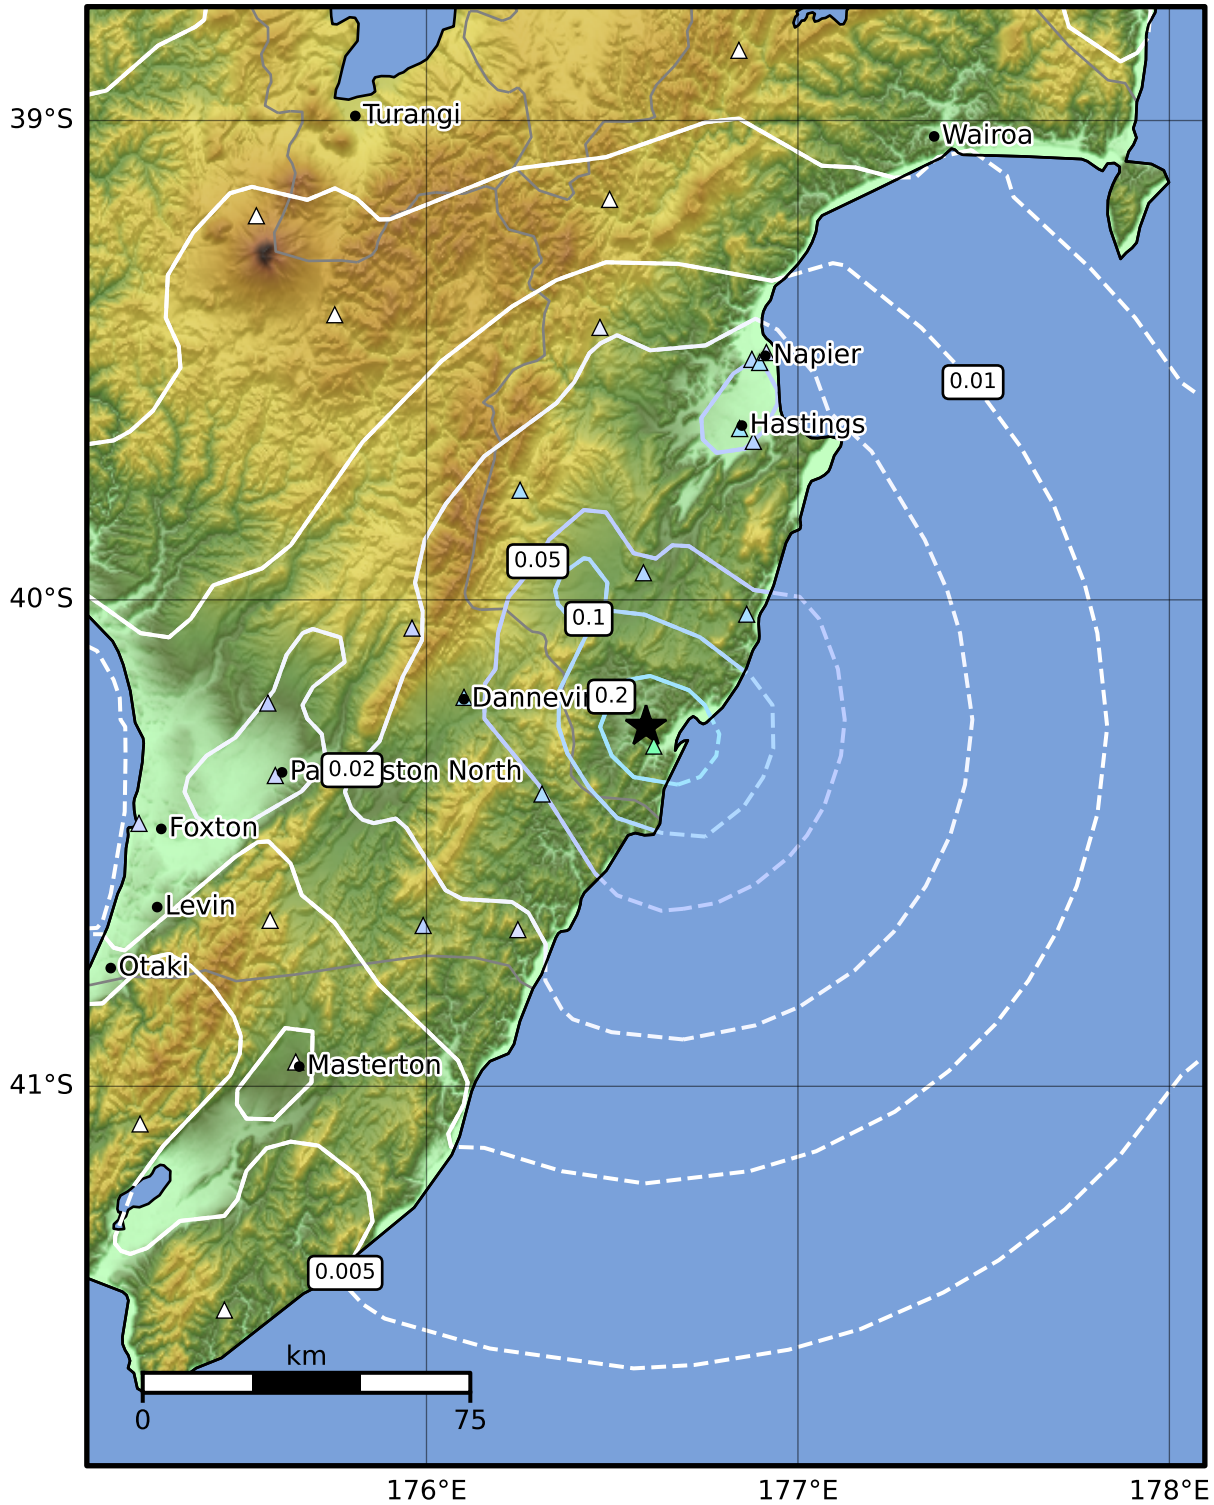 Turangi
39°S
Wairoa
Napier
0.01
Hastings
0.05
40°S
0.1
Dannevi
0.2
Pa
0.02
ston North
Foxton
Levin
Otaki
Masterton
41°S
0.005
km
0
75
176°E
177°E
178°E